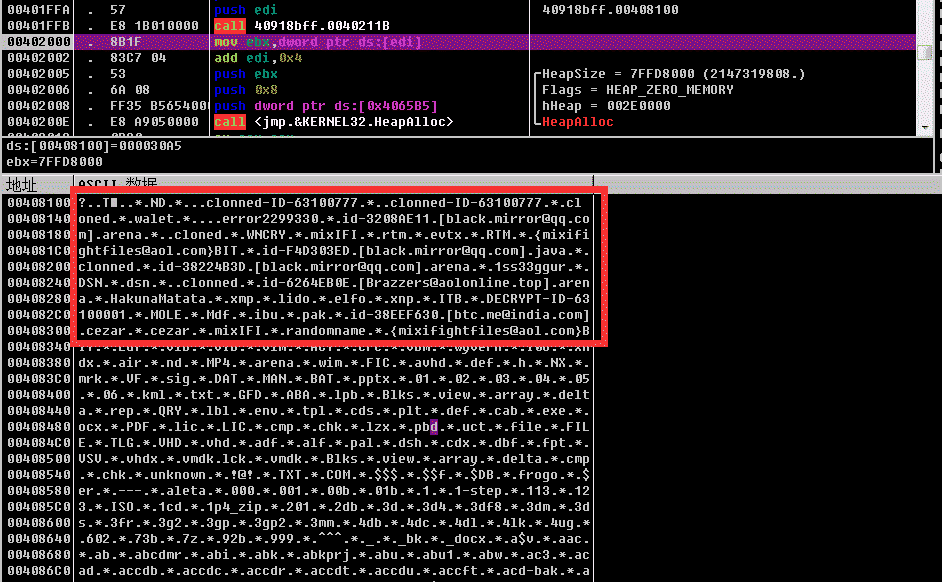 00401FFA . 57 push edi 40918bff.00408100
00401FFB . E8 1B010000 call 40918bff.0040211B
00402000 . 8B1F mov ebx,dword ptr ds:[edi]
00402002 . 83C7 04 add edi,0x4
00402005 . 53 push ebx HeapSize = 7FFD8000 (2147319808.)
00402006 . 6A 08 push 0x8 Flags = HEAP_ZERO_MEMORY
00402008 . FF35 B565400 push dword ptr ds:[0x4065B5] hHeap = 002E0000
0040200E . E8 A9050000 call <jmp.&KERNEL32.HeapAlloc> HeapAlloc
ds:[00408100]=000030A5
ebx=7FFD8000
地址 ASCII 数据
00408100 ?..T..*.ND.*...clonned-ID-63100777.*..clonned-ID-63100777.*.cl
00408140 oned.*.walet.*....error2299330.*.id-3208AE11.[black.mirror@qq.co
00408180 m].arena.*..cloned.*.WNCRY.*.mixIFI.*.rtm.*.evtx.*.RTM.*.{mixifi
004081C0 ghtfiles@aol.com}BIT.*.id-F4D303ED.[black.mirror@qq.com].java.*.
00408200 clonned.*.id-38224B3D.[black.mirror@qq.com].arena.*.1ss33ggur.*.
00408240 DSN.*.dsn.*..clonned.*.id-6264EB0E.[Brazzers@aolonline.top].aren
00408280 a.*.HakunaMatata.*.xmp.*.lido.*.elfo.*.xnp.*.ITB.*.DECRYPT-ID-63
004082C0 100001.*.MOLE.*.Mdf.*.ibu.*.pak.*.id-38EEF630.[btc.me@india.com]
00408300 .cezar.*.cezar.*.mixIFI.*.randomname.*.{mixifightfiles@aol.com}B
00408340
00408380 dx.*.air.*.nd.*.MP4.*.arena.*.wim.*.FIC.*.avhd.*.def.*.h.*.NX.*.
004083C0 mrk.*.VF.*.sig.*.DAT.*.MAN.*.BAT.*.pptx.*.01.*.02.*.03.*.04.*.05
00408400 .*.06.*.kml.*.txt.*.GFD.*.ABA.*.lpb.*.Blks.*.view.*.array.*.delt
00408440 a.*.rep.*.QRY.*.lbl.*.env.*.tpl.*.cds.*.plt.*.def.*.cab.*.exe.*.
00408480 ocx.*.PDF.*.lic.*.LIC.*.cmp.*.chk.*.lzx.*.pbd.*.uct.*.file.*.FIL
004084C0 E.*.TLG.*.VHD.*.vhd.*.adf.*.alf.*.pal.*.dsh.*.cdx.*.dbf.*.fpt.*.
00408500 VSV.*.vhdx.*.vmdk.lck.*.vmdk.*.Blks.*.view.*.array.*.delta.*.cmp
00408540 .*.chk.*.unknown.*.!@!.*.TXT.*.COM.*.$$$.*.$$f.*.$DB.*.frogo.*.$
00408580 er.*.---.*.aleta.*.000.*.001.*.00b.*.01b.*.1.*.1-step.*.113.*.12
004085C0 3.*.ISO.*.1cd.*.1p4_zip.*.201.*.2db.*.3d.*.3d4.*.3df8.*.3dm.*.3d
00408600 s.*.3fr.*.3g2.*.3gp.*.3gp2.*.3mm.*.4db.*.4dc.*.4dl.*.4lk.*.4ug.*
00408640 .602.*.73b.*.7z.*.92b.*.999.*.^^^.*._.*._bk.*._docx.*.a$v.*.aac.
00408680 *.ab.*.abcdmr.*.abi.*.abk.*.abkprj.*.abu.*.abu1.*.abw.*.ac3.*.ac
004086C0 ad.*.accdb.*.accdc.*.accdr.*.accdt.*.accdu.*.accft.*.acd-bak.*.a